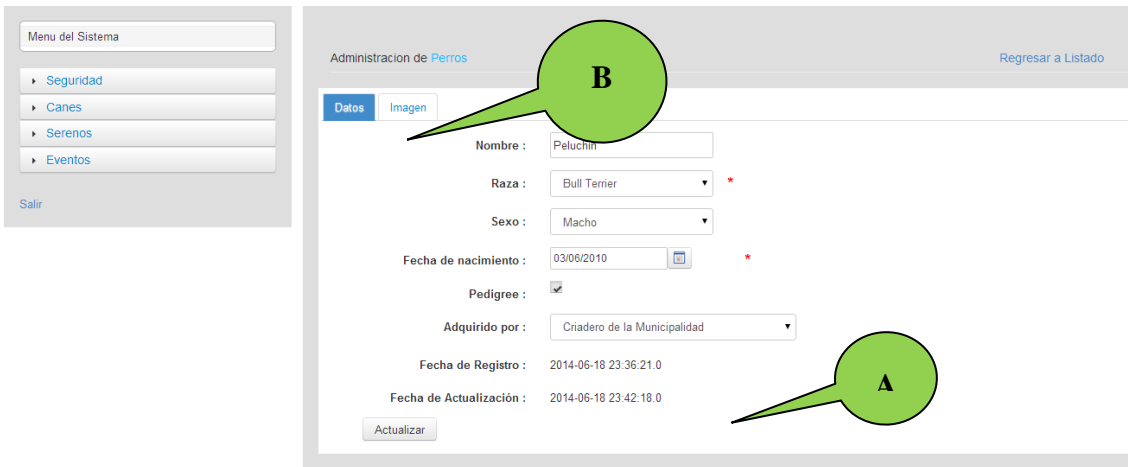 Menu del Sistema
Seguridad
Canes
Serenos
Eventos
Salir
Administracion de Perros
Regresar a Listado
B
Datos
Imagen
Nombre : Peluchin
Raza : Bull Terrier *
Sexo : Macho
Fecha de nacimiento : 03/06/2010 *
Pedigree :
Adquirido por : Criadero de la Municipalidad
Fecha de Registro : 2014-06-18 23:36:21.0
Fecha de Actualización : 2014-06-18 23:42:18.0
A
Actualizar